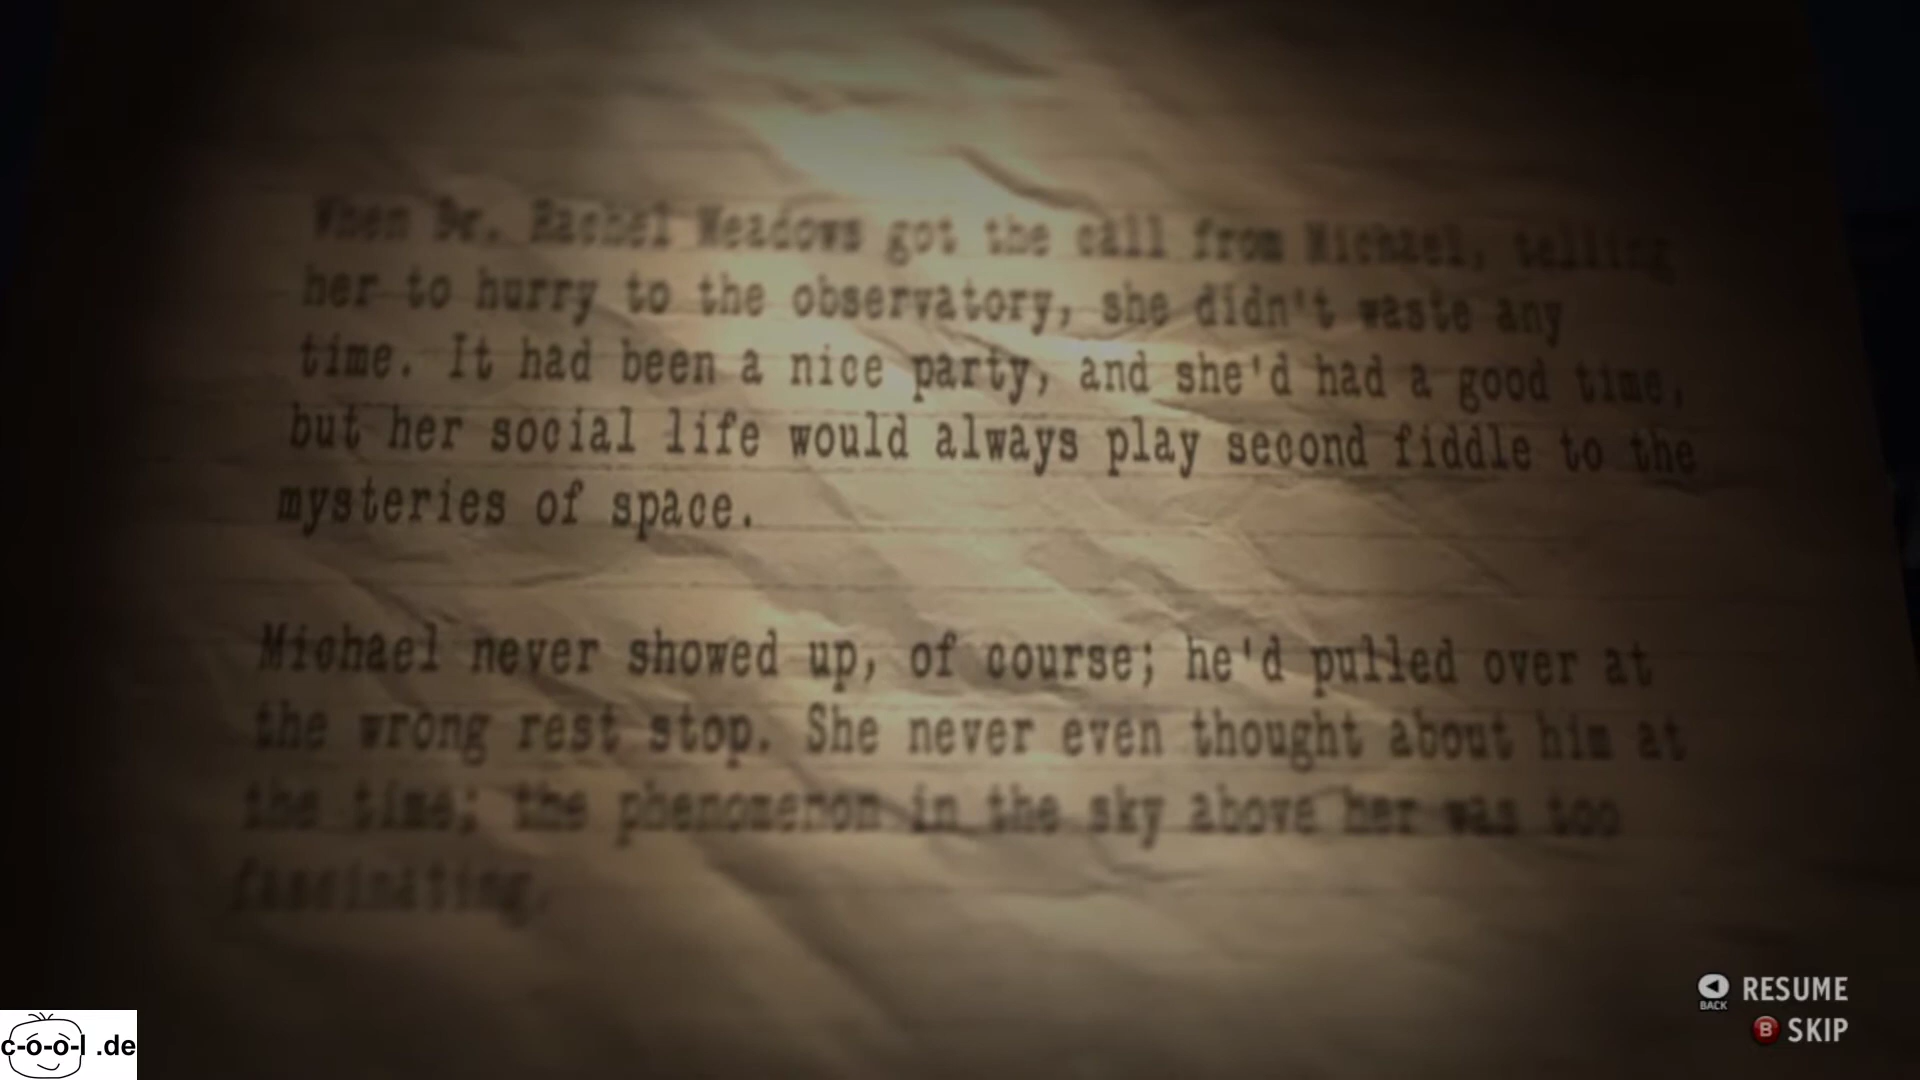 When Dr. Rachel Meadows got the call from Michael, telling
her to hurry to the observatory, she didn't waste any
time. It had been a nice party, and she'd had a good time,
but her social life would always play second fiddle to the
mysteries of space.
Michael never showed up, of course; he'd pulled over at
the wrong rest stop. She never even thought about him at
the time; the phenomenon in the sky above her was too
fascinating.
BACK RESUME
B SKIP
c-o-o-l .de